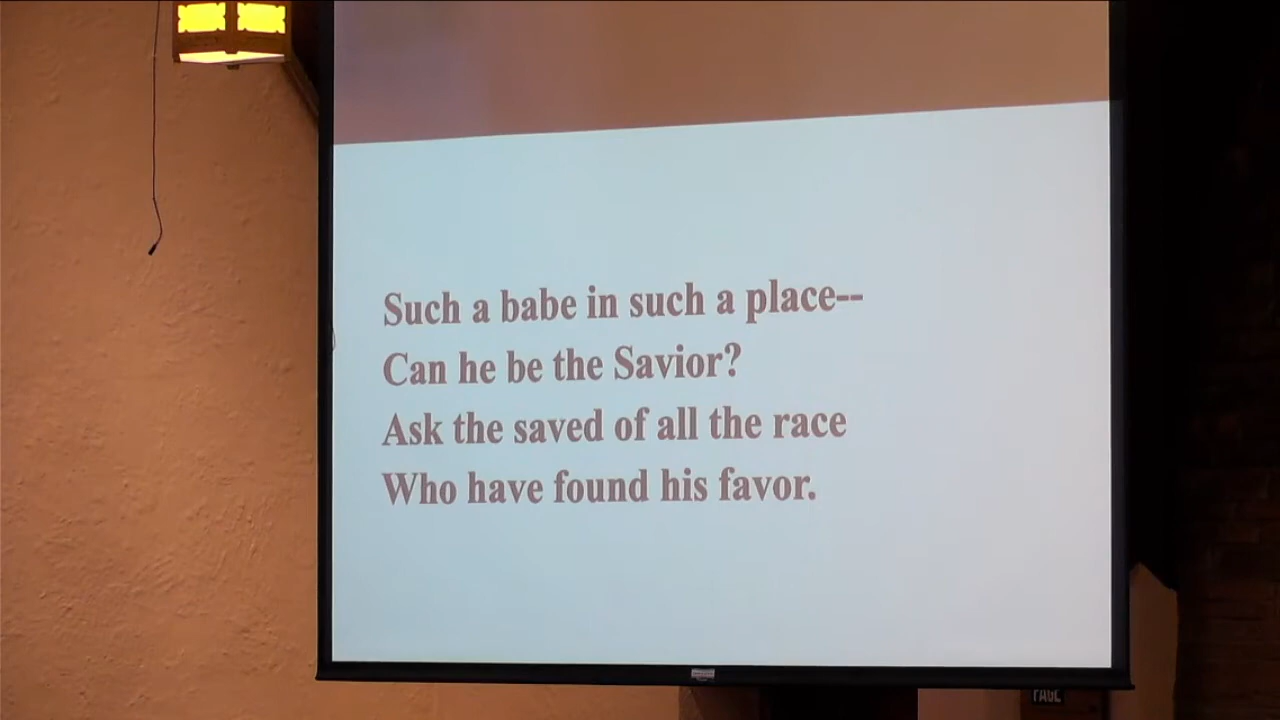 Such a babe in such a place--
Can he be the Savior?
Ask the saved of all the race
Who have found his favor.
PAGE